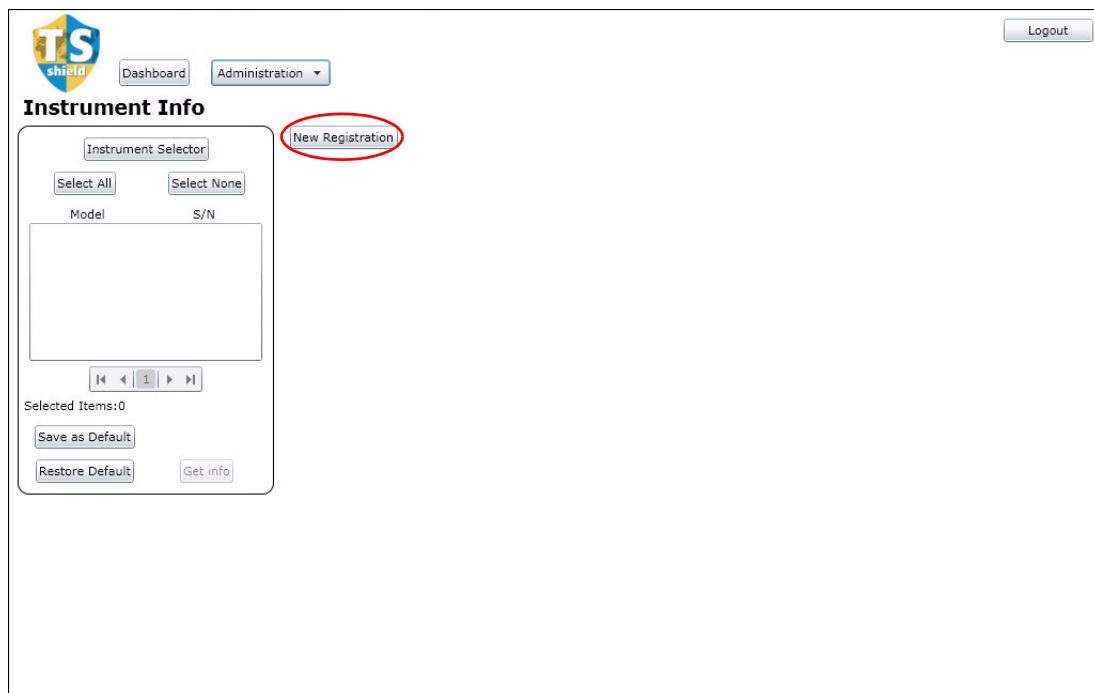 TS
shield
Logout
Dashboard Administration
Instrument Info
New Registration
Instrument Selector
Select All Select None
Model S/N
1
Selected Items:0
Save as Default
Restore Default Get info